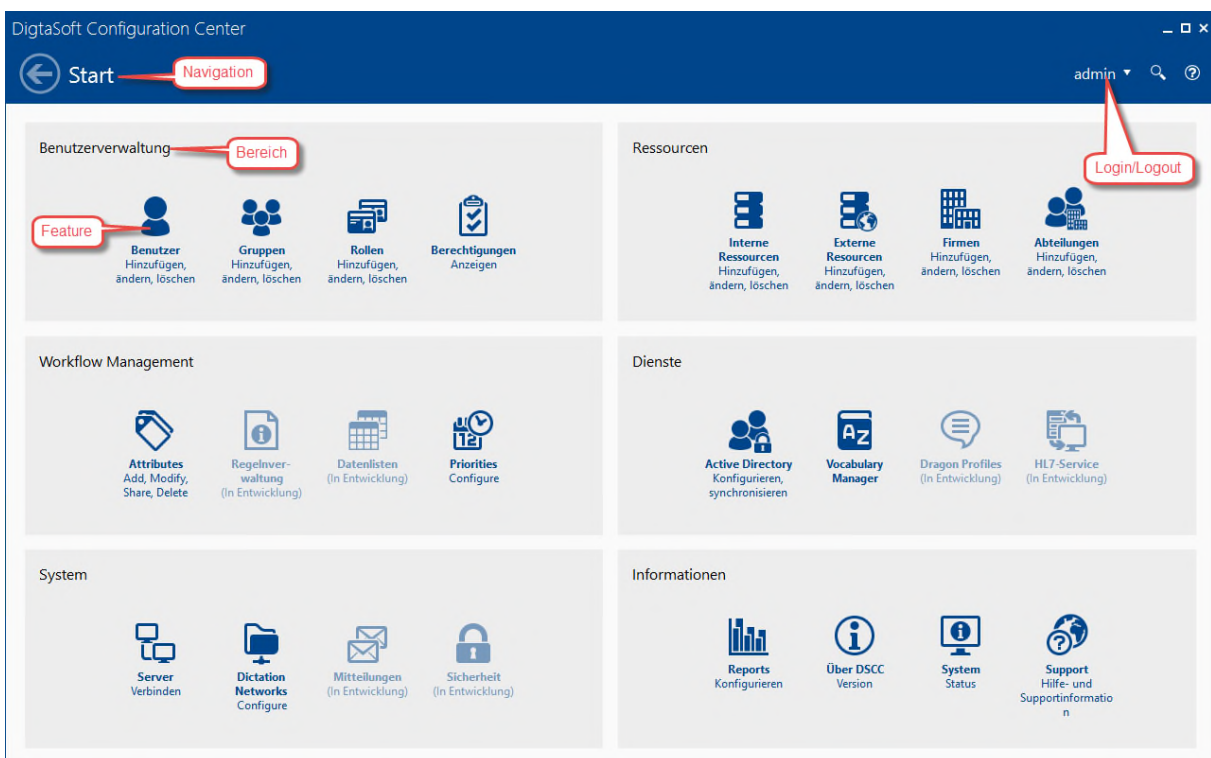 DigtaSoft Configuration Center
Start
Navigation
admin
Login/Logout
Benutzerverwaltung
Bereich
Feature
Benutzer
Hinzufügen,
ändern, löschen
Gruppen
Hinzufügen,
ändern, löschen
Rollen
Hinzufügen,
ändern, löschen
Berechtigungen
Anzeigen
Ressourcen
Interne
Ressourcen
Hinzufügen,
ändern, löschen
Externe
Resourcen
Hinzufügen,
ändern, löschen
Firmen
Hinzufügen,
ändern, löschen
Abteilungen
Hinzufügen,
ändern, löschen
Workflow Management
Attributes
Add, Modify,
Share, Delete
Regelnver-
waltung
(In Entwicklung)
Datenlisten
(In Entwicklung)
12
Priorities
Configure
Dienste
Active Directory
Konfigurieren,
synchronisieren
AZ
Vocabulary
Manager
Dragon Profiles
(In Entwicklung)
HL7-Service
(In Entwicklung)
System
Server
Verbinden
Dictation
Networks
Configure
Mitteilungen
(In Entwicklung)
Sicherheit
(In Entwicklung)
Informationen
Reports
Konfigurieren
Über DSCC
Version
System
Status
Support
Hilfe- und
Supportinformatio
n